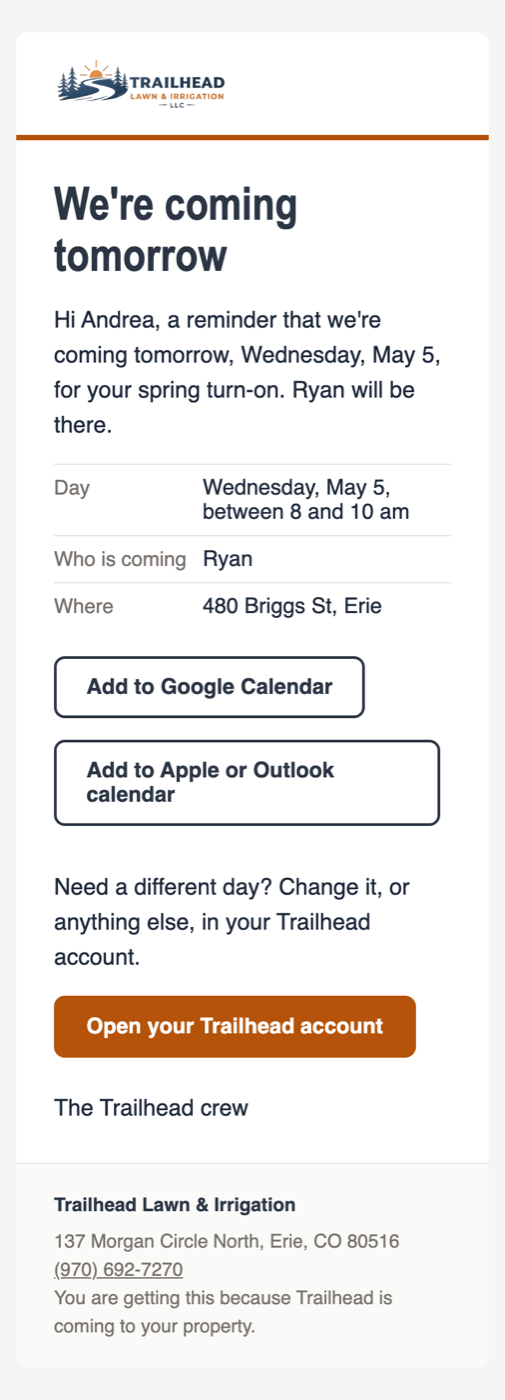 TRAILHEAD
LAWN & IRRIGATION
LLC
We're coming
tomorrow
Hi Andrea, a reminder that we're
coming tomorrow, Wednesday, May 5,
for your spring turn-on. Ryan will be
there.
Day Wednesday, May 5,
between 8 and 10 am
Who is coming Ryan
Where 480 Briggs St, Erie
Add to Google Calendar
Add to Apple or Outlook
calendar
Need a different day? Change it, or
anything else, in your Trailhead
account.
Open your Trailhead account
The Trailhead crew
Trailhead Lawn & Irrigation
137 Morgan Circle North, Erie, CO 80516
(970) 692-7270
You are getting this because Trailhead is
coming to your property.